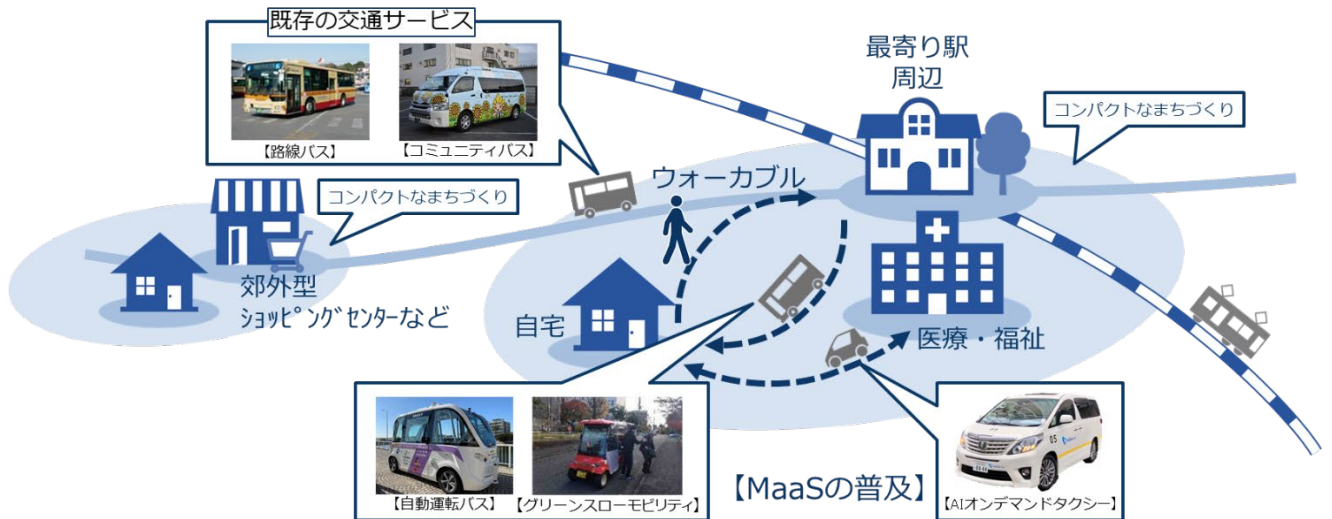 既存の交通サービス
【路線バス】
【コミュニティバス】
最寄り駅
周辺
コンパクトなまちづくり
ウォーカブル
コンパクトなまちづくり
郊外型
ショッピングセンターなど
自宅
医療・福祉
【自動運転バス】
【グリーンスローモビリティ】
【MaaSの普及】
05
【AIオンデマンドタクシー】